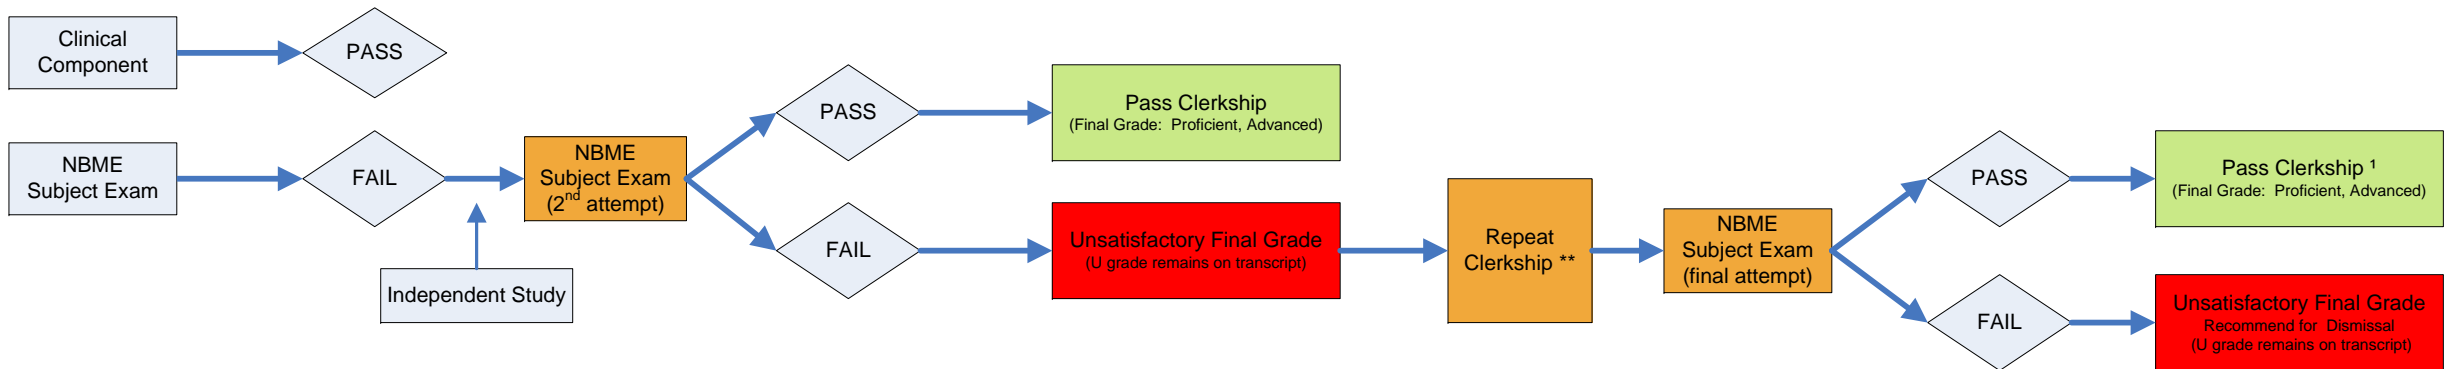 Clinical
Component
PASS
NBME
Subject Exam
FAIL
Independent Study
NBME
Subject Exam
(2nd attempt)
PASS
Pass Clerkship
(Final Grade:  Proficient, Advanced)
FAIL
Unsatisfactory Final Grade
(U grade remains on transcript)
Repeat
Clerkship **
NBME
Subject Exam
(final attempt)
PASS
Pass Clerkship ¹
(Final Grade:  Proficient, Advanced)
FAIL
Unsatisfactory Final Grade
Recommend for  Dismissal
(U grade remains on transcript)